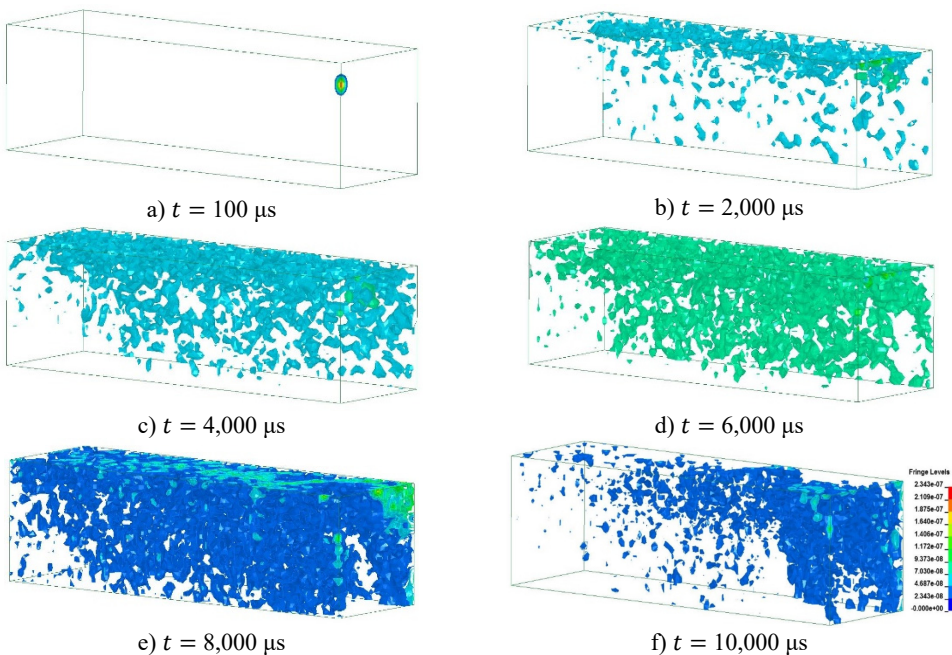 a) t = 100 μs
b) t = 2,000 μs
c) t = 4,000 μs
d) t = 6,000 μs
Fringe Levels
2.343e-07
2.109e-07
1.875e-07
1.640e-07
1.406e-07
1.172e-07
9.373e-08
7.030e-08
4.687e-08
2.343e-08
-0.000e+00
e) t = 8,000 μs
f) t = 10,000 μs